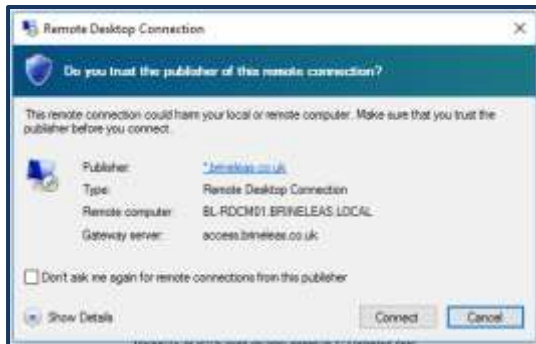 Remote Desktop Connection
Do you trust the publisher of this remote connection?
This remote connection could harm your local or remote computer. Make sure that you trust the
publisher before you connect.
Publisher: *.brineleas.co.uk
Type: Remote Desktop Connection
Remote computer: BL-RDCM01.BRINELEAS.LOCAL
Gateway server: access.brineleas.co.uk
Don't ask me again for remote connections from this publisher
Show Details
Connect
Cancel